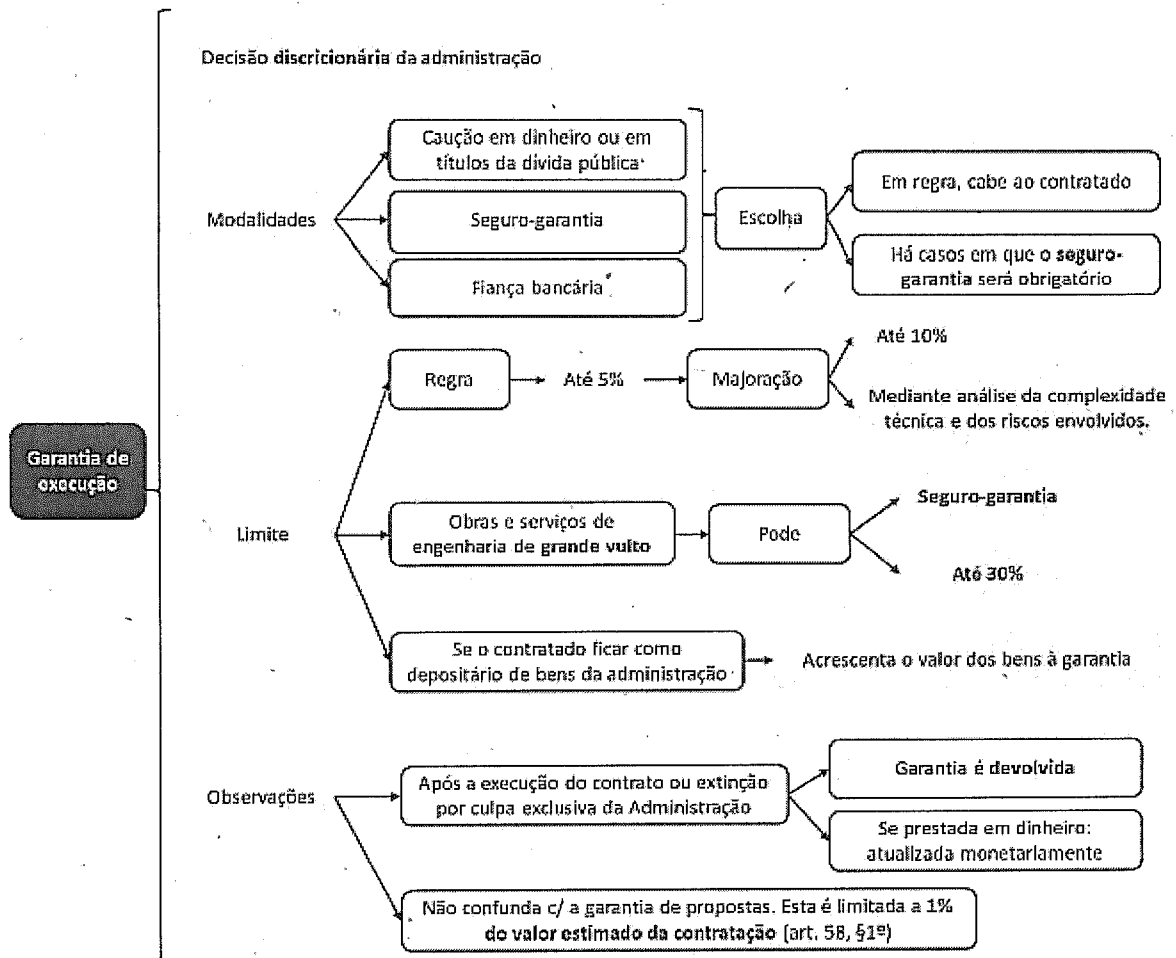 Decisão discricionária da administração
Caução em dinheiro ou em
títulos da dívida pública
Modalidades
Seguro-garantia
Fiança bancária
Escolha
Em regra, cabe ao contratado
Há casos em que o seguro-
garantia será obrigatório
Garantia de
execução
Limite
Regra
Até 5%
Majoração
Até 10%
Mediante análise da complexidade
técnica e dos riscos envolvidos.
Obras e serviços de
engenharia de grande vulto
Pode
Seguro-garantia
Até 30%
Se o contratado ficar como
depositário de bens da administração
Acrescenta o valor dos bens à garantia
Observações
Após a execução do contrato ou extinção
por culpa exclusiva da Administração
Garantia é devolvida
Se prestada em dinheiro:
atualizada monetariamente
Não confunda c/ a garantia de propostas. Esta é limitada a 1%
do valor estimado da contratação (art. 58, §1º)